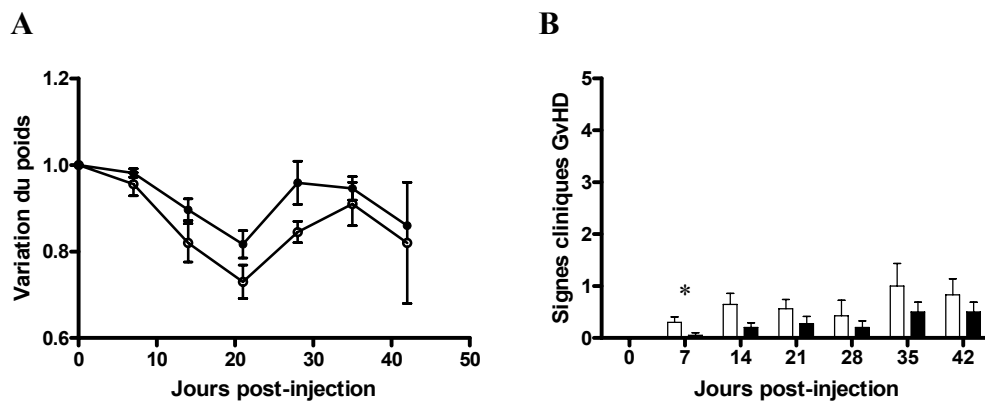 A
B
Variation du poids
1.2
1.0
0.8
0.6
0 10 20 30 40 50
Jours post-injection
Signes cliniques GvHD
5
4
3
2
1
0
*
0 7 14 21 28 35 42
Jours post-injection